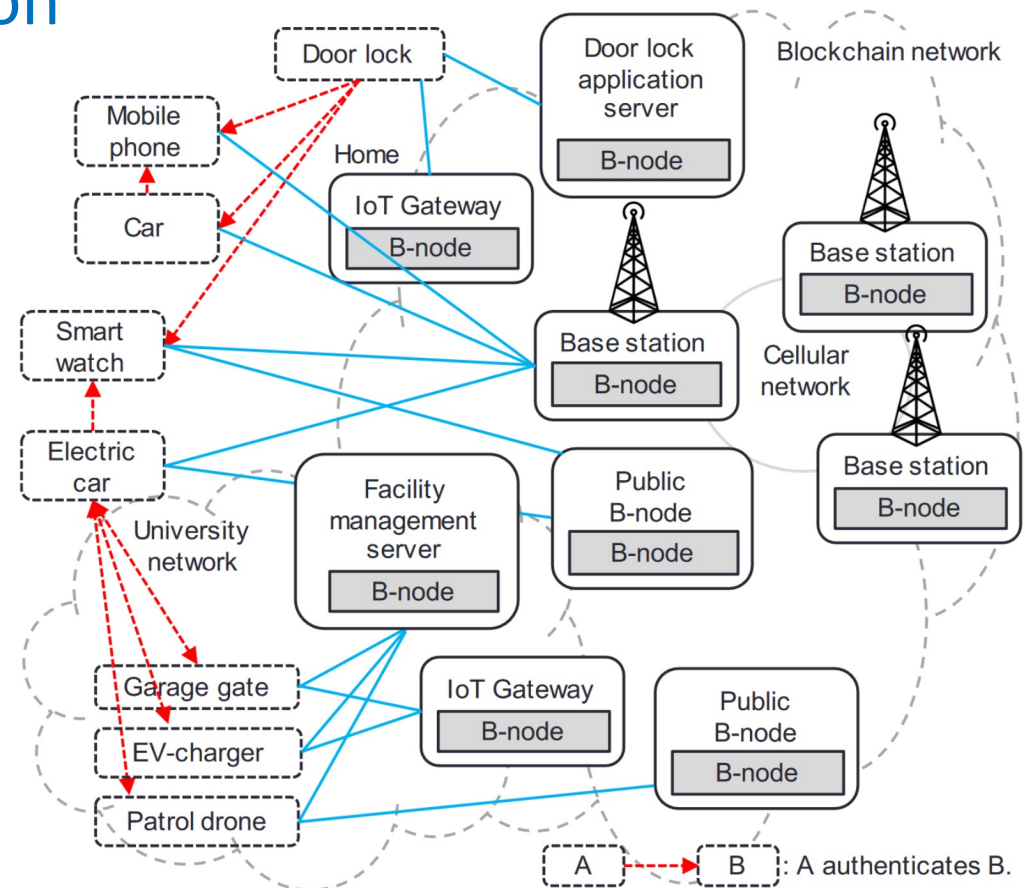 on
Door lock
Door lock
application
server
B-node
Blockchain network
Mobile
phone
Home
Car
IoT Gateway
B-node
Base station
B-node
Smart
watch
Base station
B-node
Cellular
network
Electric
car
Base station
B-node
Facility
management
server
B-node
Public
B-node
B-node
University
network
Garage gate
IoT Gateway
B-node
Public
B-node
B-node
EV-charger
Patrol drone
A
B
: A authenticates B.